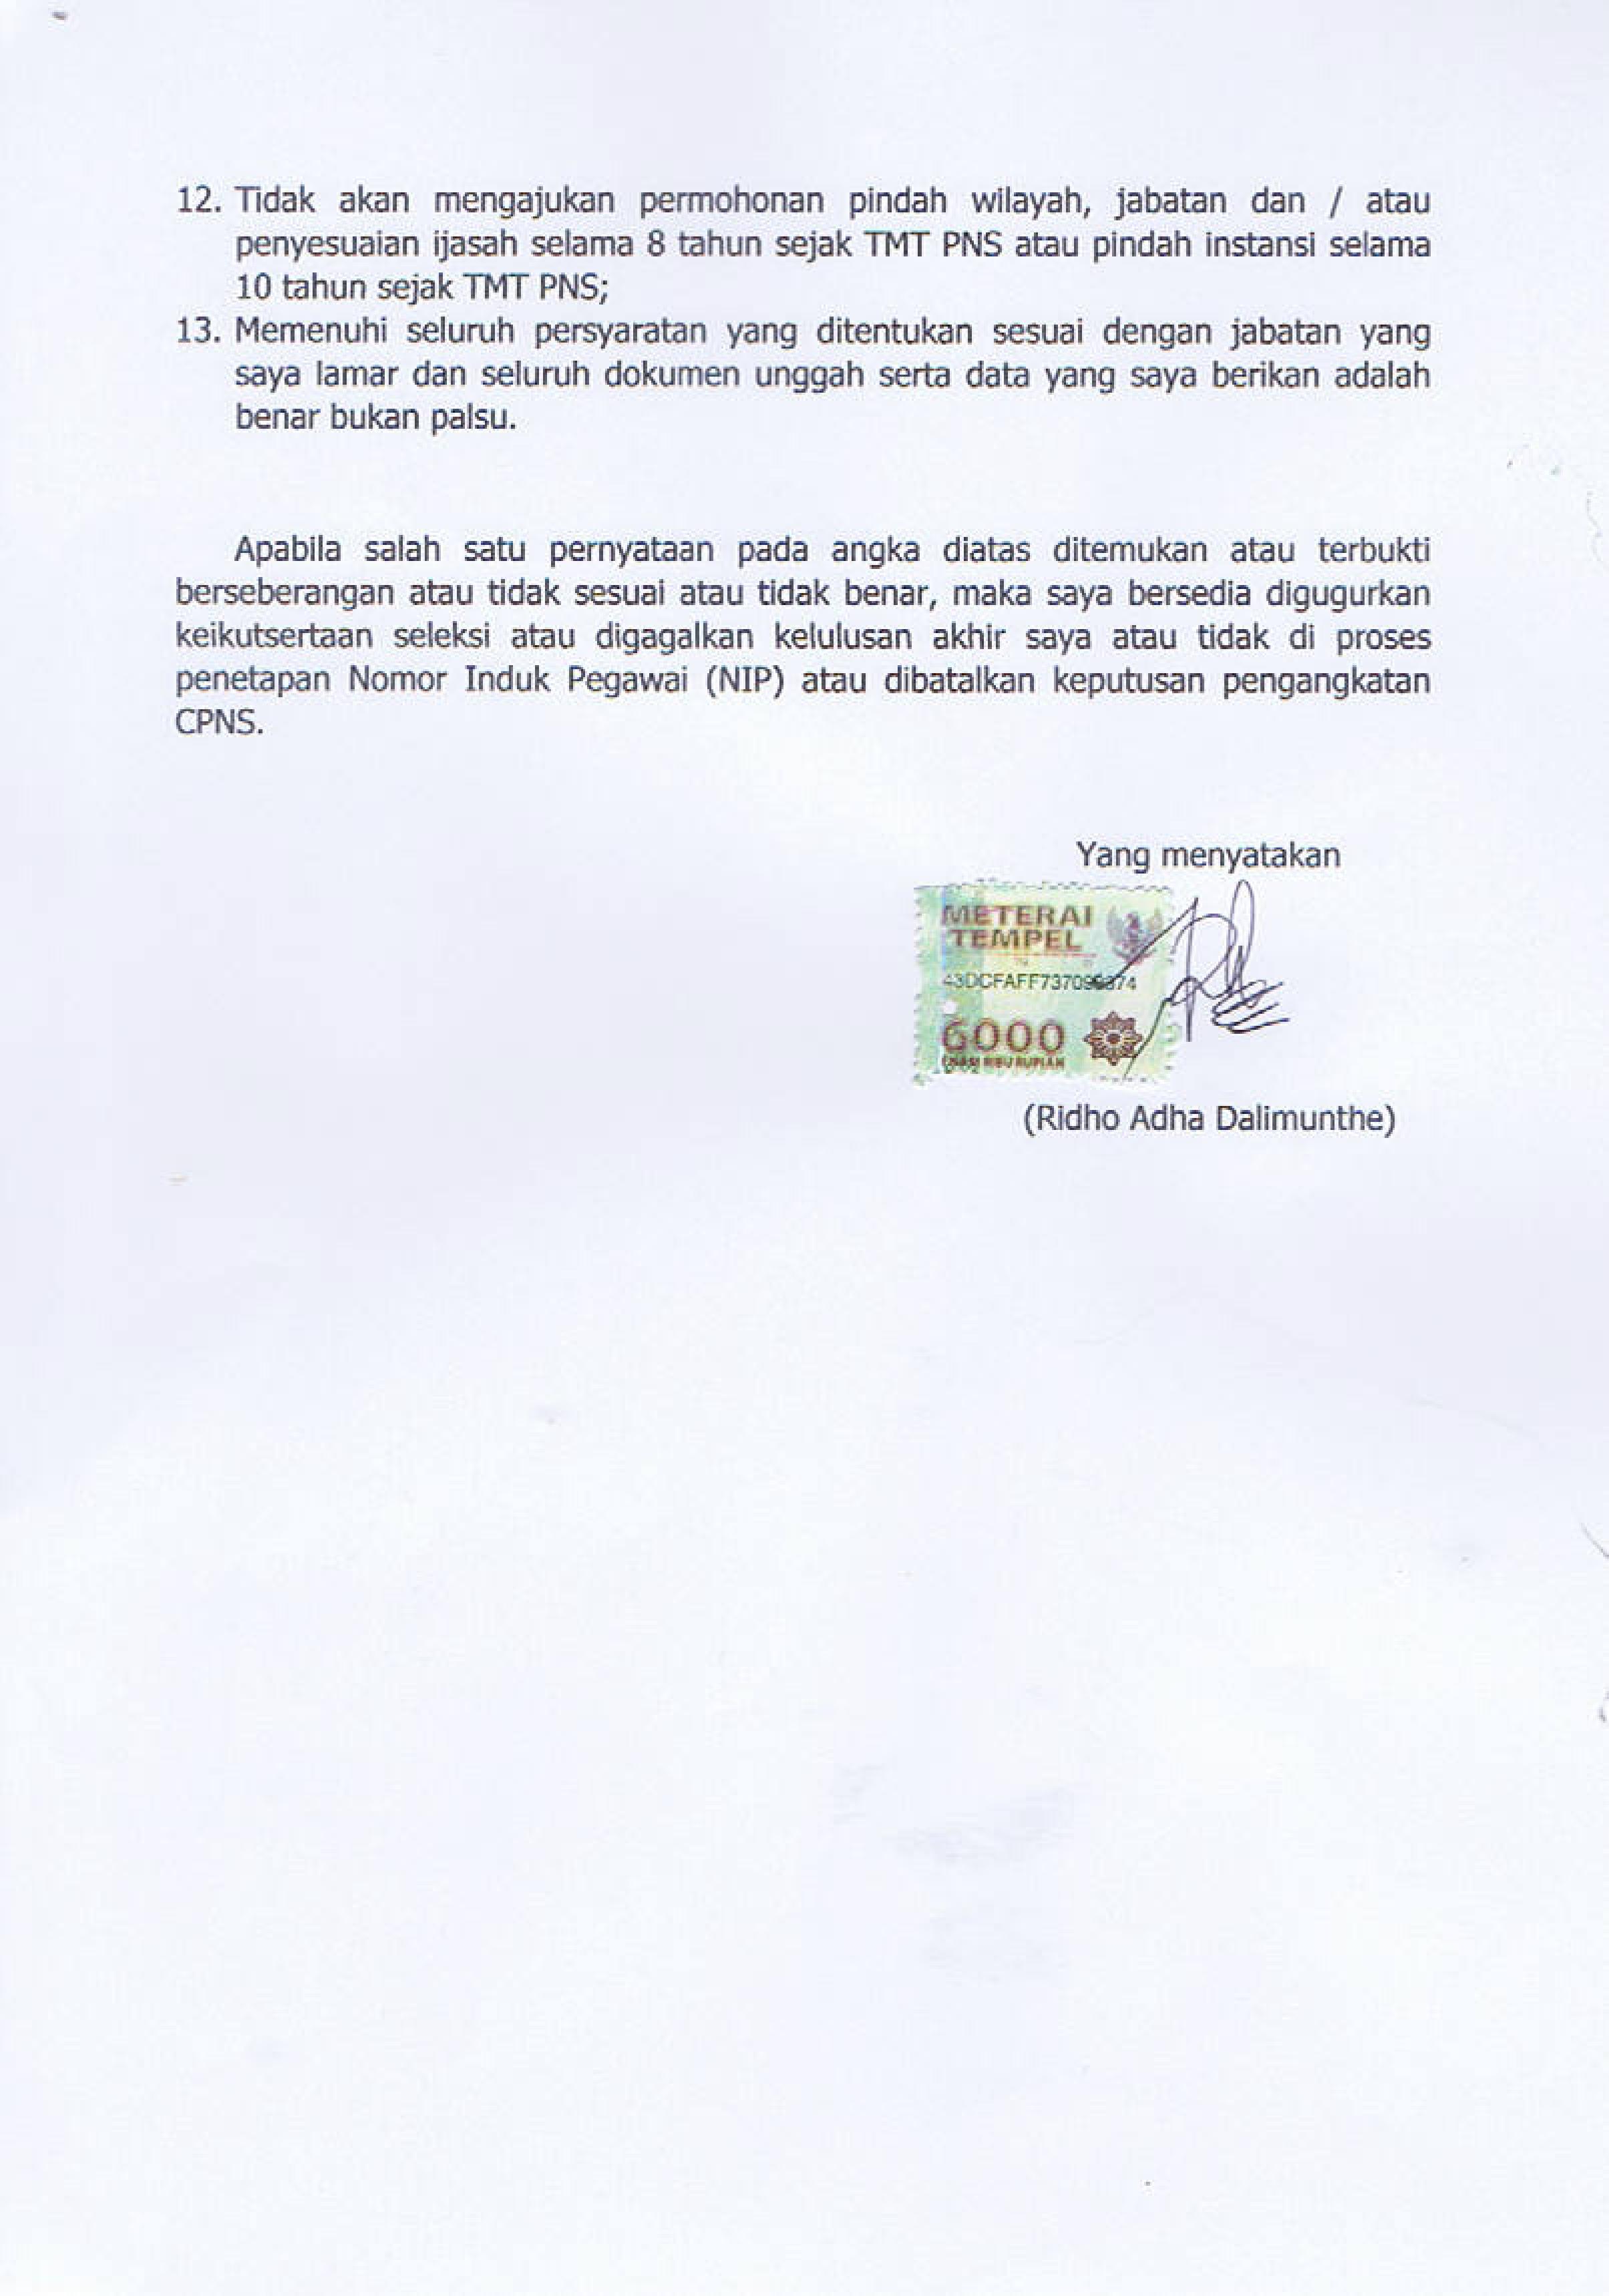 12. Tidak akan mengajukan permohonan pindah wilayah, jabatan dan / atau
penyesuaian ijasah selama 8 tahun sejak TMT PNS atau pindah instansi selama
10 tahun sejak TMT PNS;
13. Memenuhi seluruh persyaratan yang ditentukan sesuai dengan jabatan yang
saya lamar dan seluruh dokumen unggah serta data yang saya berikan adalah
benar bukan palsu.
Apabila salah satu pernyataan pada angka diatas ditemukan atau terbukti
berseberangan atau tidak sesuai atau tidak benar, maka saya bersedia digugurkan
keikutsertaan seleksi atau digagalkan kelulusan akhir saya atau tidak di proses
penetapan Nomor Induk Pegawai (NIP) atau dibatalkan keputusan pengangkatan
CPNS.
Yang menyatakan
METERAI
TEMPEL
6000
ENAM RIBU RUPIAH
(Ridho Adha Dalimunthe)